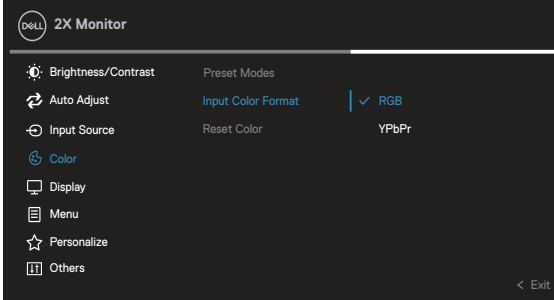 DELL 2X Monitor
Brightness/Contrast Preset Modes
Auto Adjust Input Color Format ✓ RGB
Input Source Reset Color YPbPr
Color
Display
Menu
Personalize
Others
< Exit